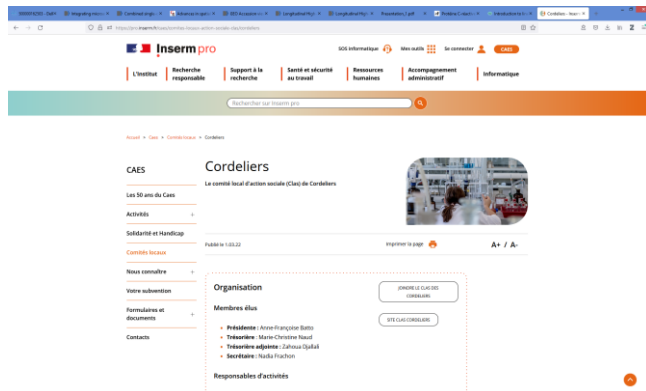 Inserm pro
SOS informatique
Mes outils
Se connecter
CAES
L'Institut
Recherche
responsable
Support à la
recherche
Santé et sécurité
au travail
Ressources
humaines
Accompagnement
administratif
Informatique
Rechercher sur Inserm pro
Accueil > Caes > Comités locaux > Cordeliers
CAES
Les 50 ans du Caes
Activités +
Solidarité et Handicap
Comités locaux
Nous connaître +
Votre subvention
Formulaires et
documents +
Contacts
Cordeliers
Le comité local d'action sociale (Clas) de Cordeliers
Publié le 1.03.22
Imprimer la page
A+ / A-
Organisation
JOINDRE LE CLAS DES
CORDELIERS
SITE CLAS CORDELIERS
Membres élus
Présidente : Anne-Françoise Batto
Trésorière : Marie-Christine Naud
Trésorière adjointe : Zahoua Djallali
Secrétaire : Nadia Frachon
Responsables d'activités